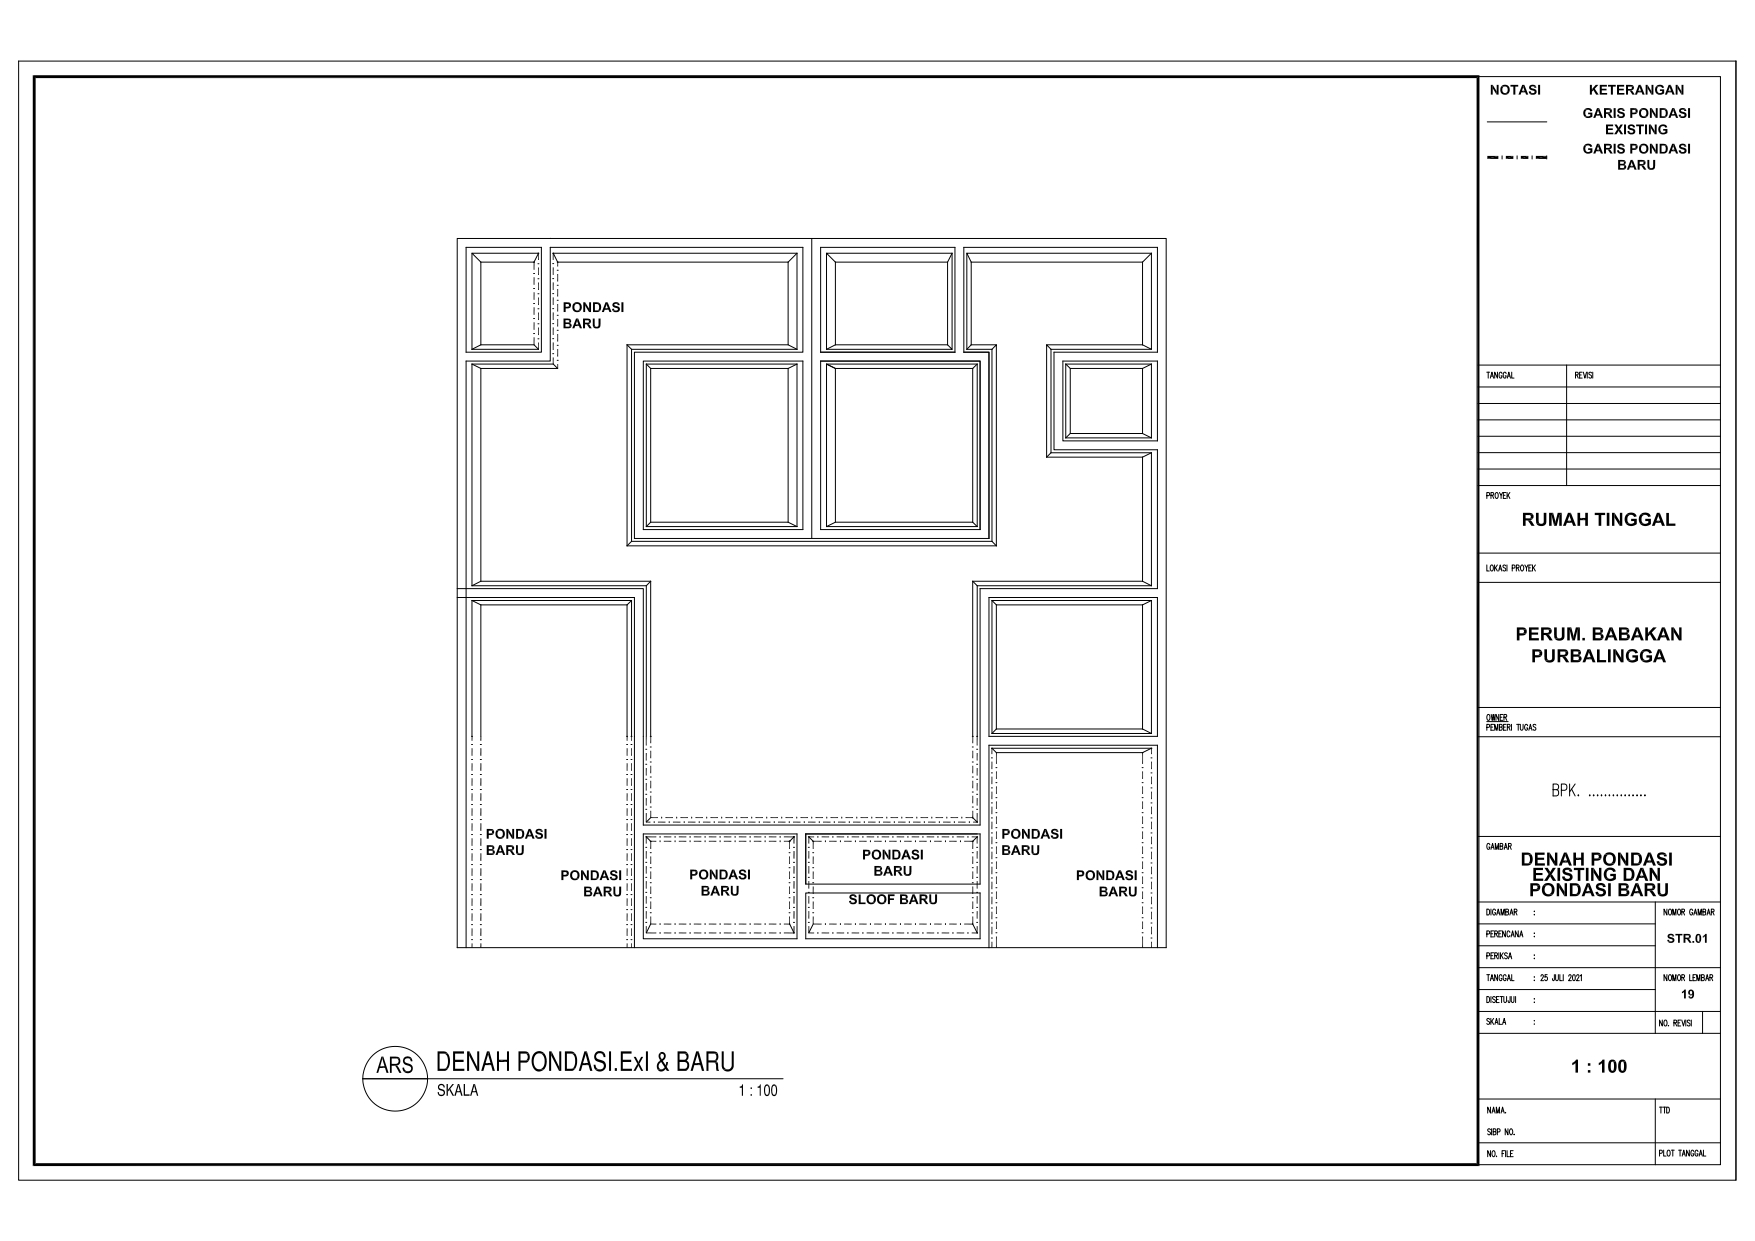 NOTASI KETERANGAN
GARIS PONDASI
EXISTING
GARIS PONDASI
BARU
PONDASI
BARU
PONDASI
BARU
PONDASI
BARU
PONDASI
BARU
PONDASI
BARU
SLOOF BARU
PONDASI
BARU
PONDASI
BARU
ARS
DENAH PONDASI.ExI & BARU
SKALA 1 : 100
TANGGAL REVISI
PROYEK
RUMAH TINGGAL
LOKASI PROYEK
PERUM. BABAKAN
PURBALINGGA
OWNER
PEMBERI TUGAS
BPK. ...............
GAMBAR
DENAH PONDASI
EXISTING DAN
PONDASI BARU
DIGAMBAR : NOMOR GAMBAR
PERENCANA : STR.01
PERIKSA :
TANGGAL : 25 JULI 2021 NOMOR LEMBAR
19
DISETUJUI :
SKALA : NO. REVISI
1 : 100
NAMA. TTD
SIBP NO.
NO. FILE PLOT TANGGAL